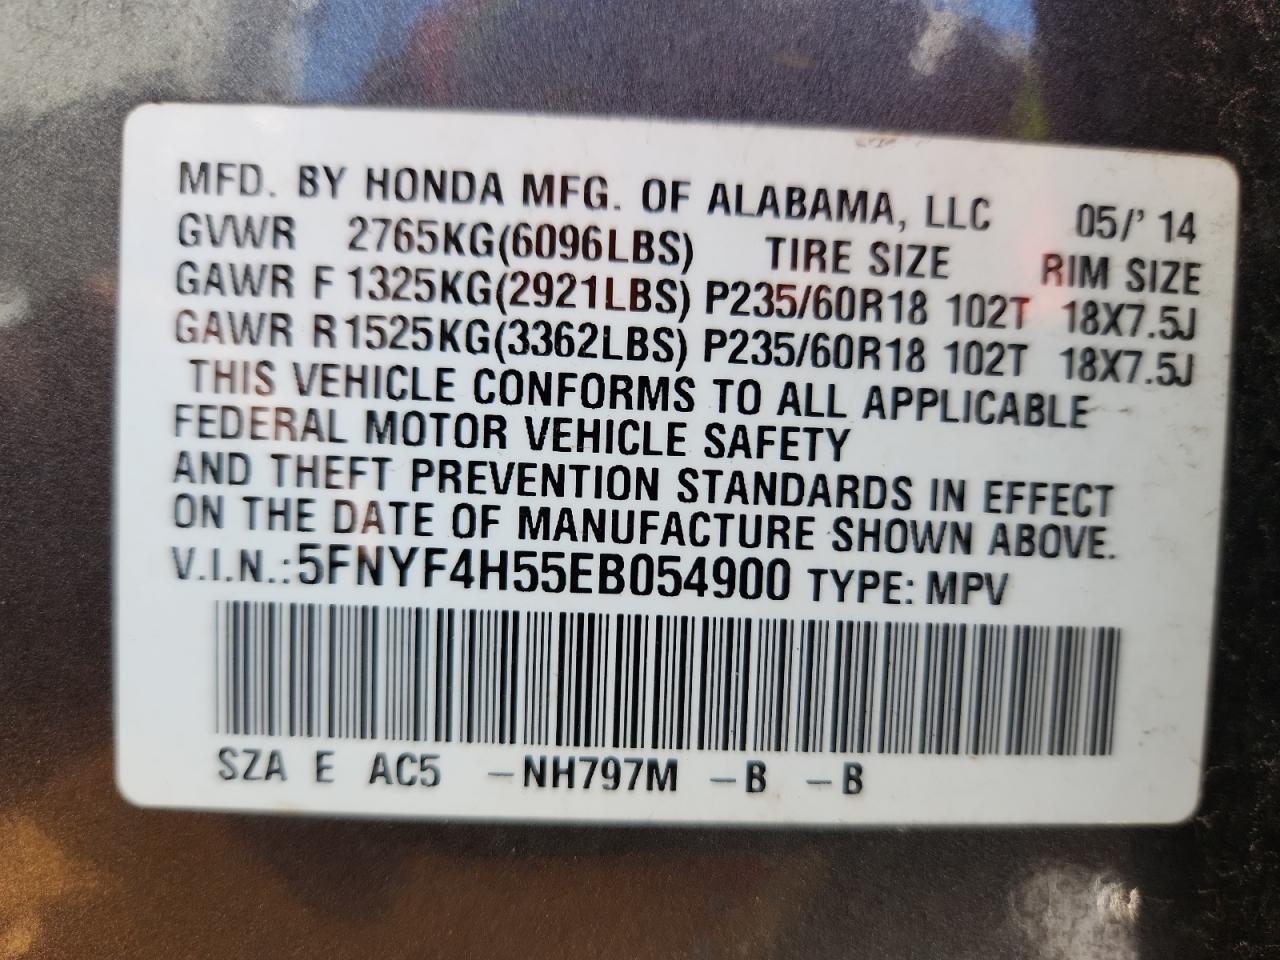 MFD. BY HONDA MFG. OF ALABAMA, LLC 05/' 14
GVWR 2765KG(6096LBS) TIRE SIZE RIM SIZE
GAWR F 1325KG(2921LBS) P235/60R18 102T 18X7.5J
GAWR R 1525KG(3362LBS) P235/60R18 102T 18X7.5J
THIS VEHICLE CONFORMS TO ALL APPLICABLE
FEDERAL MOTOR VEHICLE SAFETY
AND THEFT PREVENTION STANDARDS IN EFFECT
ON THE DATE OF MANUFACTURE SHOWN ABOVE.
V.I.N.:5FNYF4H55EB054900 TYPE: MPV
SZA E AC5 -NH797M -B -B